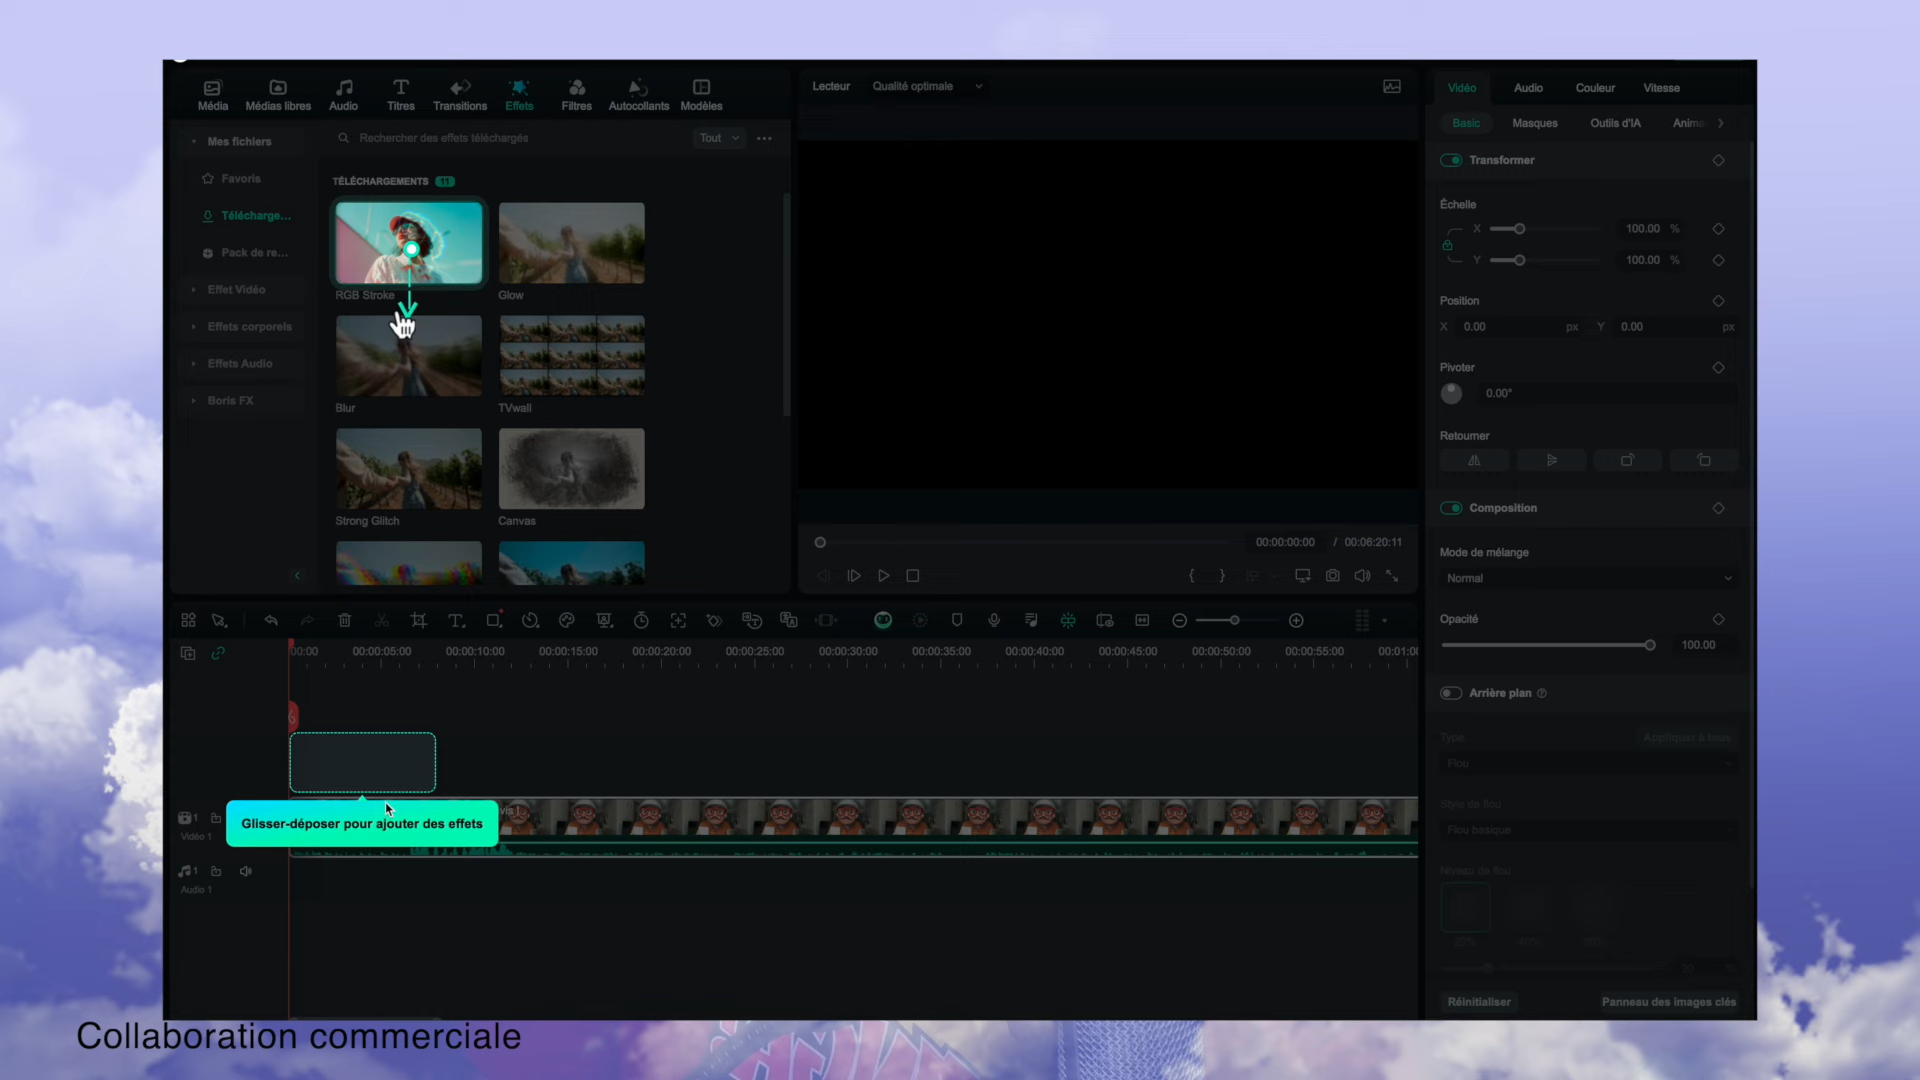 Média Médias libres Audio Titres Transitions Effets Filtres Autocollants Modèles
Mes fichiers
Favoris
Télécharge...
Pack de re...
Effet Vidéo
Effets corporels
Effets Audio
Boris FX
Rechercher des effets téléchargés
Tout
TÉLÉCHARGEMENTS 11
RGB Stroke Glow
Blur TVwall
Strong Glitch Canvas
Lecteur Qualité optimale
00:00:00:00 / 00:06:20:11
Vidéo Audio Couleur Vitesse
Basic Masques Outils d'IA Anima
Transformer
Échelle
X 100.00 %
Y 100.00 %
Position
X 0.00 px Y 0.00 px
Pivoter
0.00°
Retourner
Composition
Mode de mélange
Normal
Opacité
100.00
Arrière plan
Type
Appliquer à tous
Flou
Style de flou
Flou basique
Niveau de flou
20% 40%
Réinitialiser Panneau des images clés
00:00 00:00:05:00 00:00:10:00 00:00:15:00 00:00:20:00 00:00:25:00 00:00:30:00 00:00:35:00 00:00:40:00 00:00:45:00 00:00:50:00 00:00:55:00 00:01:0
1
Vidéo 1
Glisser-déposer pour ajouter des effets
1
Audio 1
Collaboration commerciale